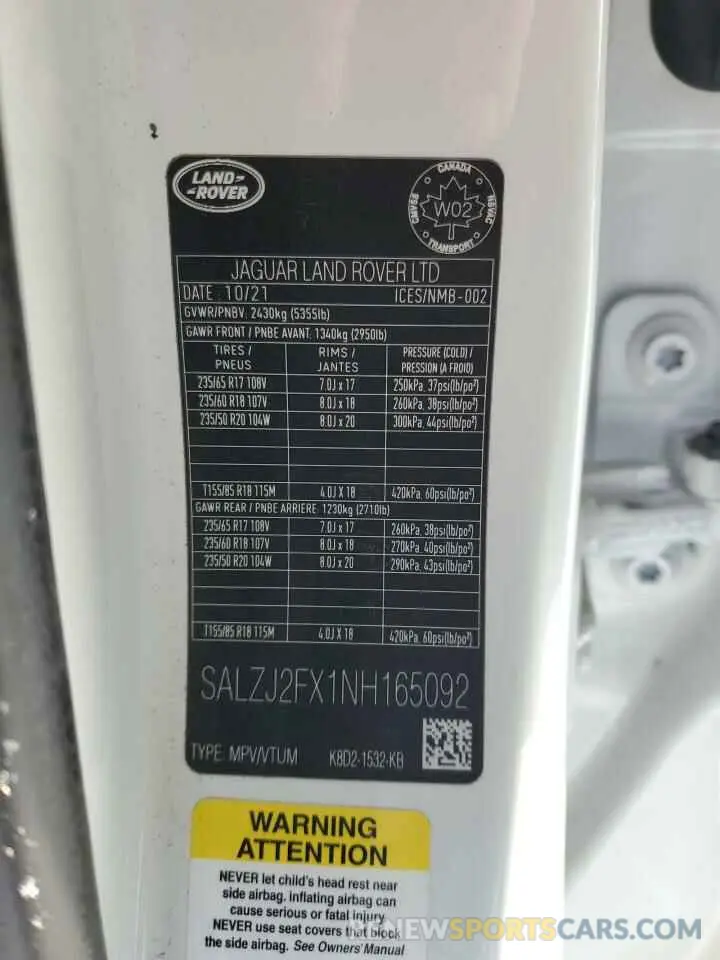 LAND-
-ROVER
CANADA
CMVSS
W02
NSVAC
TRANSPORT
JAGUAR LAND ROVER LTD
DATE 10/21 ICES/NMB-002
GVWR/PNBV: 2430kg (5355lb)
GAWR FRONT / PNBE AVANT: 1340kg (2950lb)
TIRES / PNEUS RIMS / JANTES PRESSURE (COLD) / PRESSION (A FROID)
235/65 R17 108V 7.0J x 17 250kPa, 37psi(lb/po²)
235/60 R18 107V 8.0J x 18 260kPa, 38psi(lb/po²)
235/50 R20 104W 8.0J x 20 300kPa, 44psi(lb/po²)
T155/85 R18 115M 4.0J X 18 420kPa, 60psi(lb/po²)
GAWR REAR / PNBE ARRIERE: 1230kg (2710lb)
235/65 R17 108V 7.0J x 17 260kPa, 38psi(lb/po²)
235/60 R18 107V 8.0J x 18 270kPa, 40psi(lb/po²)
235/50 R20 104W 8.0J x 20 290kPa, 43psi(lb/po²)
T155/85 R18 115M 4.0J X 18 420kPa, 60psi(lb/po²)
SALZJ2FX1NH165092
TYPE: MPV/VTUM K8D2-1532-KB
WARNING
ATTENTION
NEVER let child's head rest near
side airbag, inflating airbag can
cause serious or fatal injury.
NEVER use seat covers that block
the side airbag. See Owners' Manual
NEWSPORTSCARS.COM